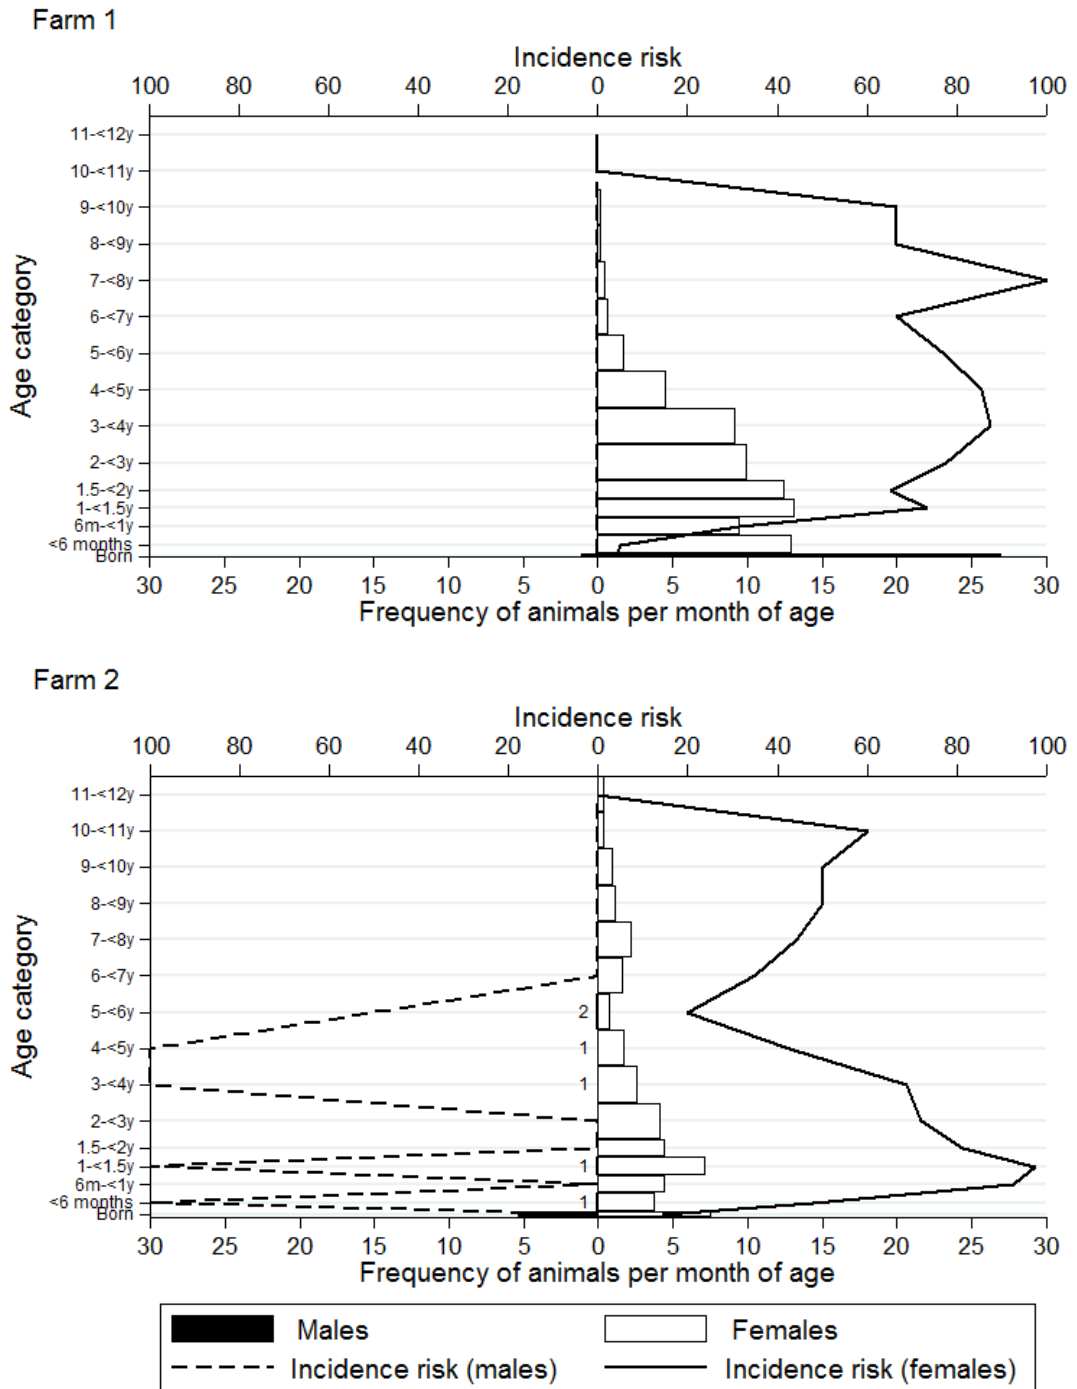 Farm 1
Incidence risk
100 80 60 40 20 0 20 40 60 80 100
Age category
11-<12y
10-<11y
9-<10y
8-<9y
7-<8y
6-<7y
5-<6y
4-<5y
3-<4y
2-<3y
1.5-<2y
1-<1.5y
6m-<1y
<6 months
Born
30 25 20 15 10 5 0 5 10 15 20 25 30
Frequency of animals per month of age
Farm 2
Incidence risk
100 80 60 40 20 0 20 40 60 80 100
Age category
11-<12y
10-<11y
9-<10y
8-<9y
7-<8y
6-<7y
5-<6y 2
4-<5y 1
3-<4y 1
2-<3y
1.5-<2y
1-<1.5y 1
6m-<1y
<6 months 1
Born
30 25 20 15 10 5 0 5 10 15 20 25 30
Frequency of animals per month of age
Males Females
Incidence risk (males) Incidence risk (females)